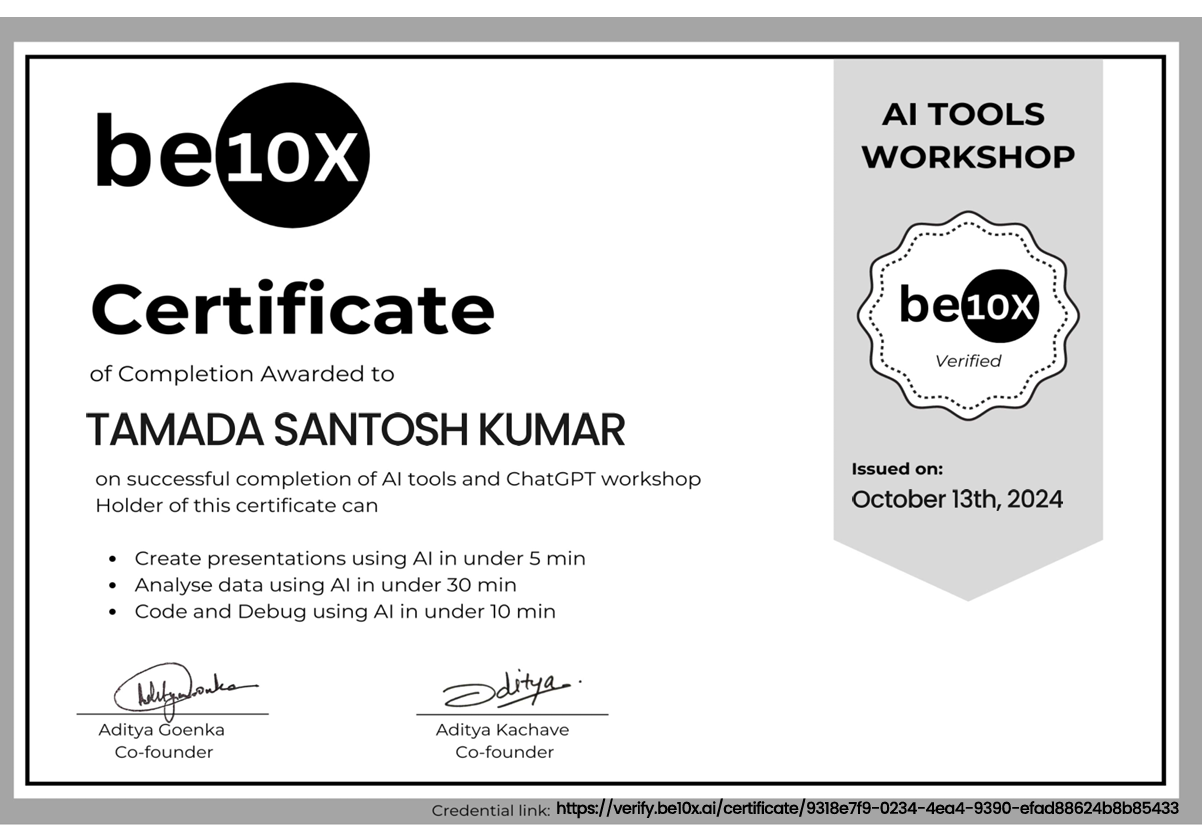 be10X
Certificate
of Completion Awarded to
TAMADA SANTOSH KUMAR
on successful completion of AI tools and ChatGPT workshop
Holder of this certificate can
• Create presentations using AI in under 5 min
• Analyse data using AI in under 30 min
• Code and Debug using AI in under 10 min
Aditya.
Aditya Goenka
Co-founder
Aditya Kachave
Co-founder
AI TOOLS
WORKSHOP
be10X
Verified
Issued on:
October 13th, 2024
Credential link: https://verify.be10x.ai/certificate/9318e7f9-0234-4ea4-9390-efad88624b8b85433